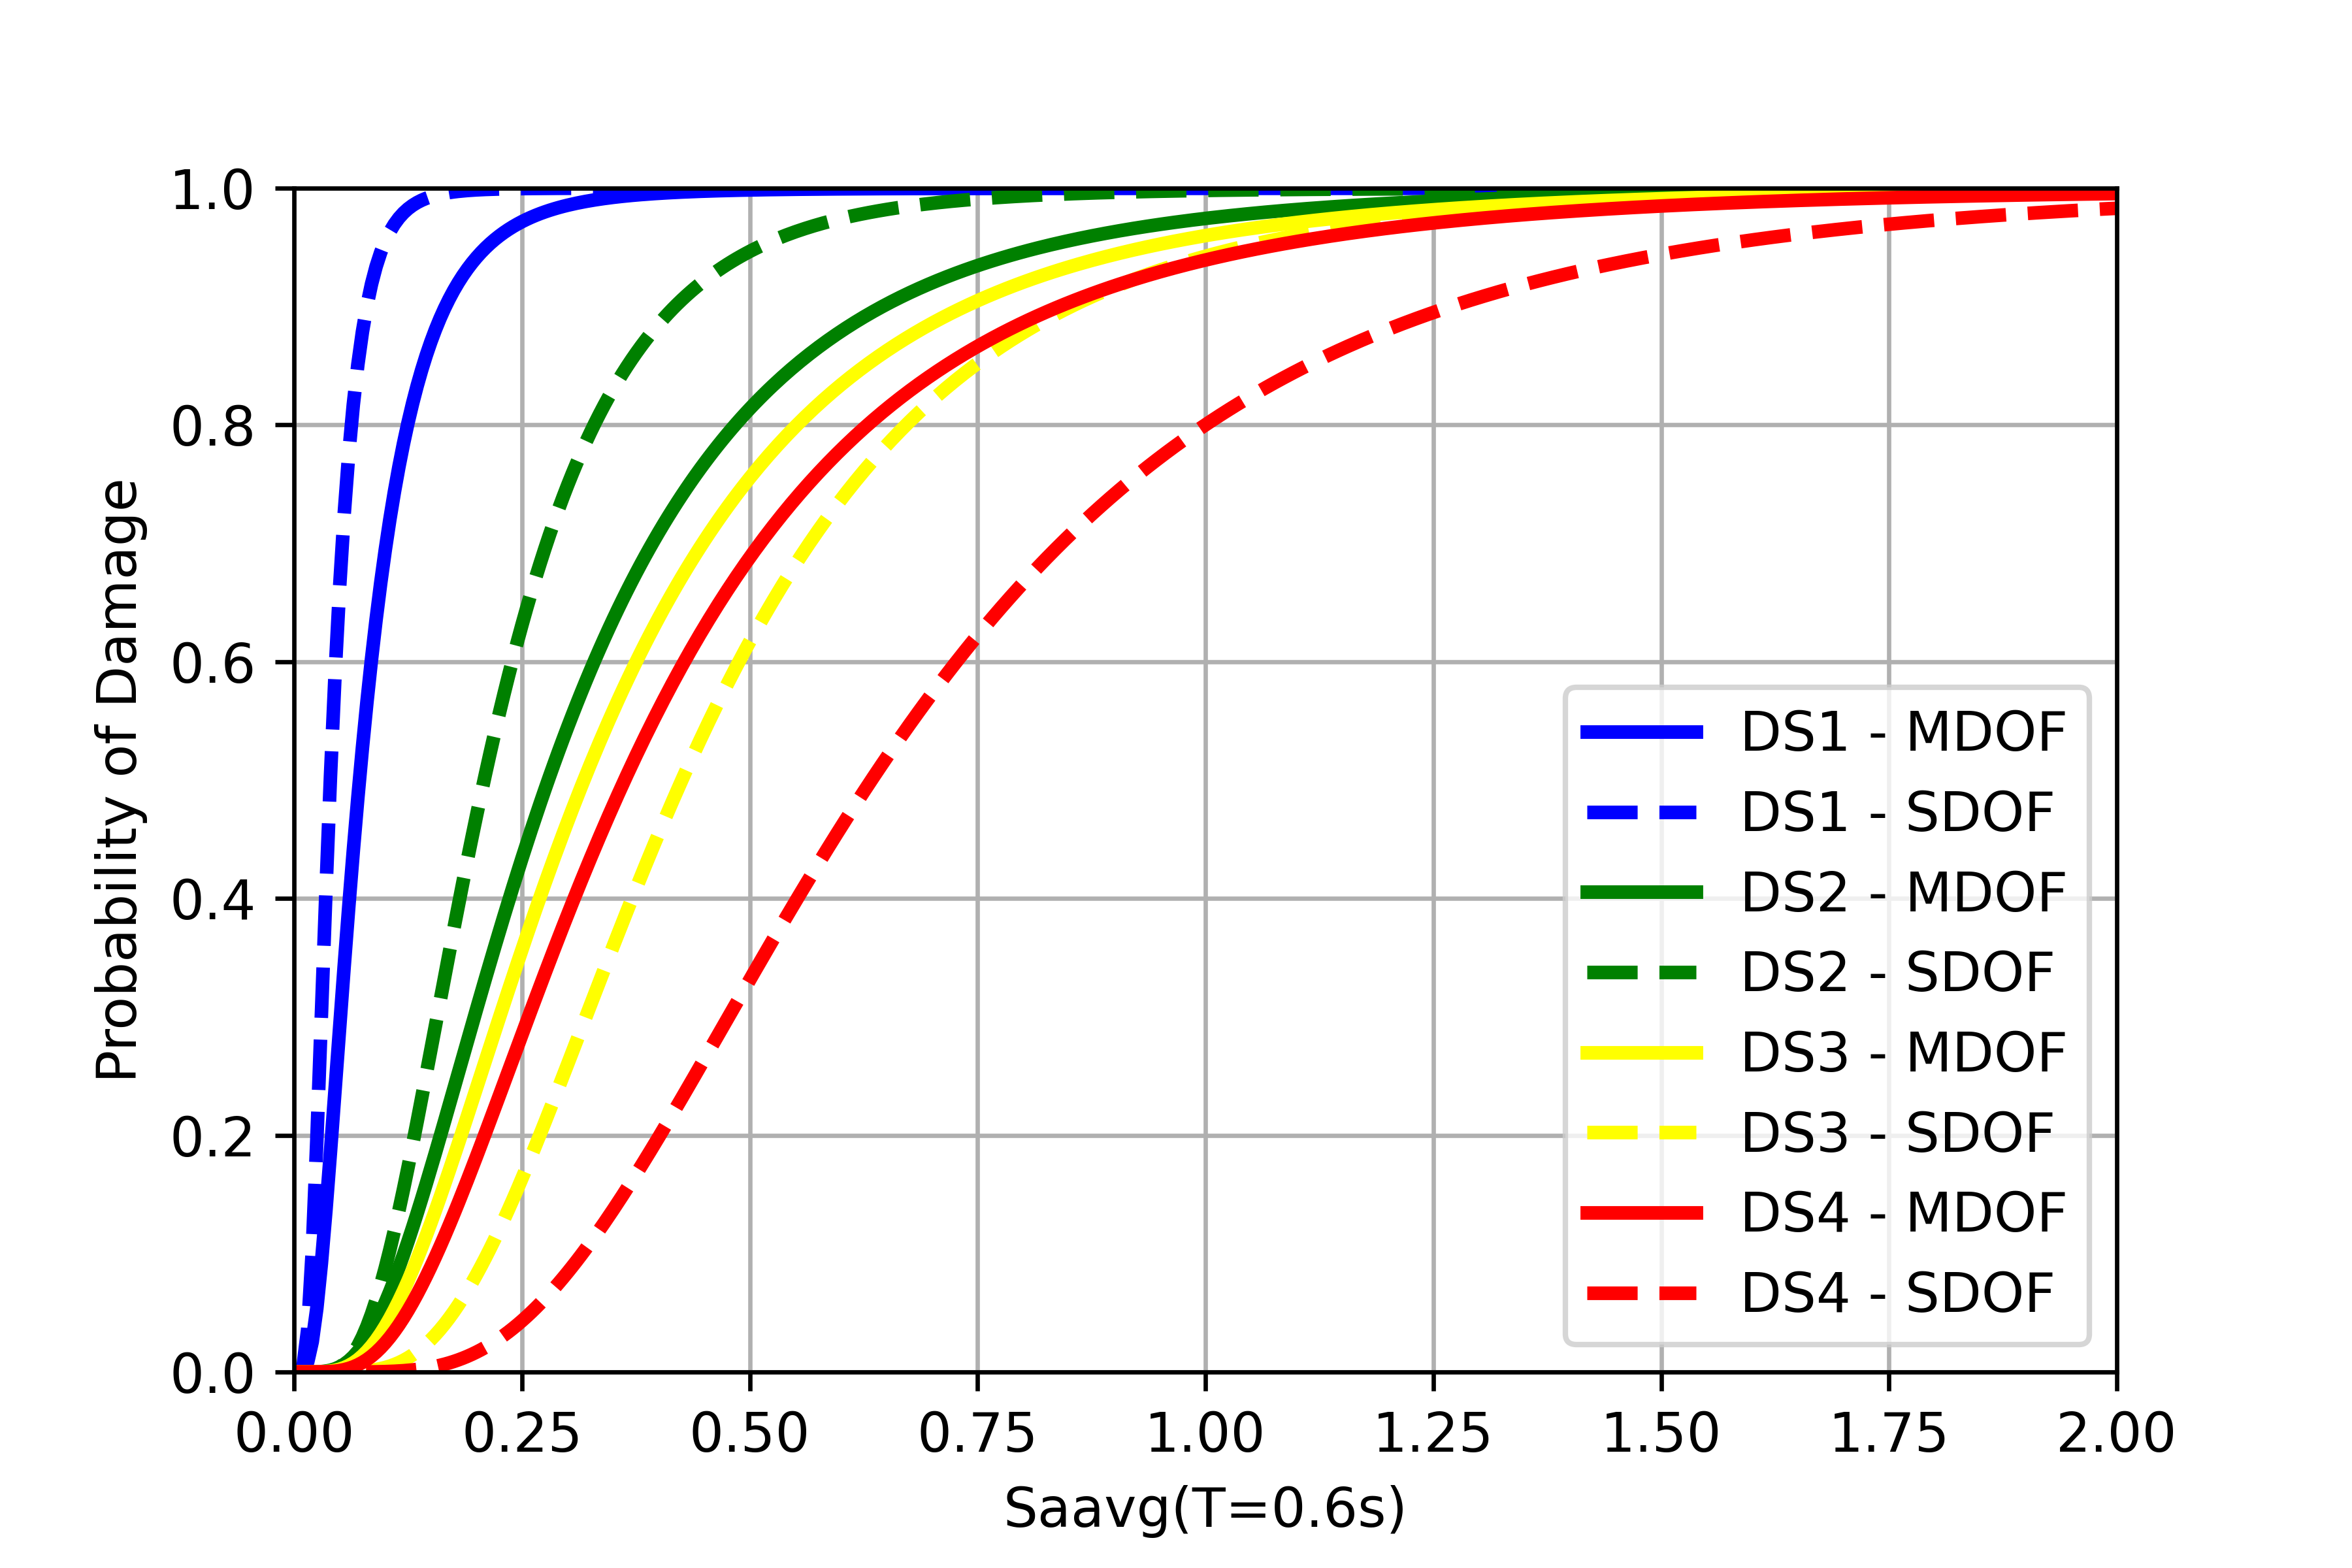 1.0
0.8
0.6
0.4
0.2
0.0
Probability of Damage
0.00 0.25 0.50 0.75 1.00 1.25 1.50 1.75 2.00
Saavg(T=0.6s)
DS1 - MDOF
DS1 - SDOF
DS2 - MDOF
DS2 - SDOF
DS3 - MDOF
DS3 - SDOF
DS4 - MDOF
DS4 - SDOF